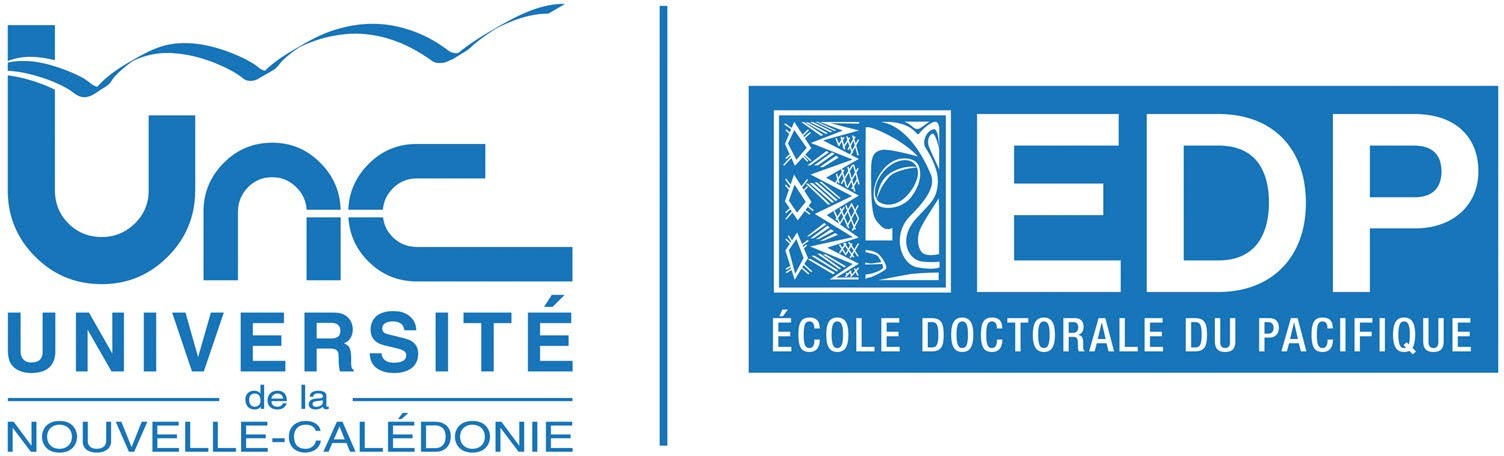 Unc
UNIVERSITÉ
de la
NOUVELLE-CALÉDONIE
EDP
ÉCOLE DOCTORALE DU PACIFIQUE